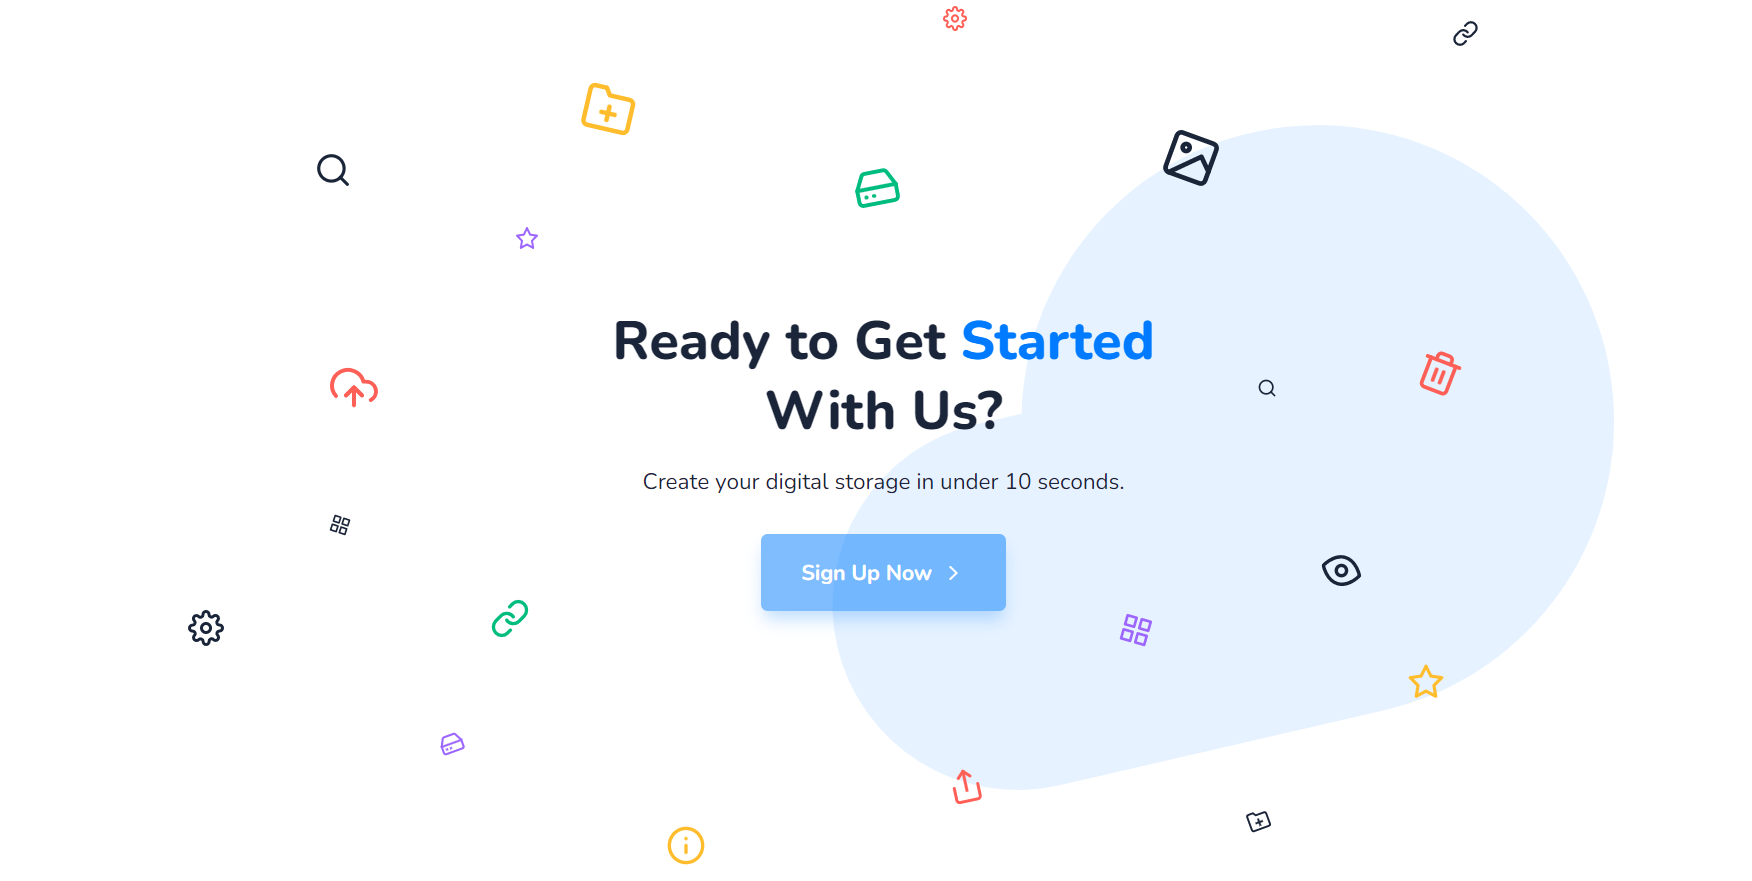 Ready to Get Started
With Us?
Create your digital storage in under 10 seconds.
Sign Up Now